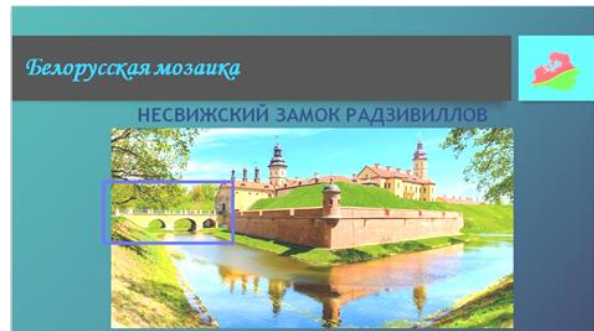 Белорусская мозаика
НЕСВИЖСКИЙ ЗАМОК РАДЗИВИЛЛОВ